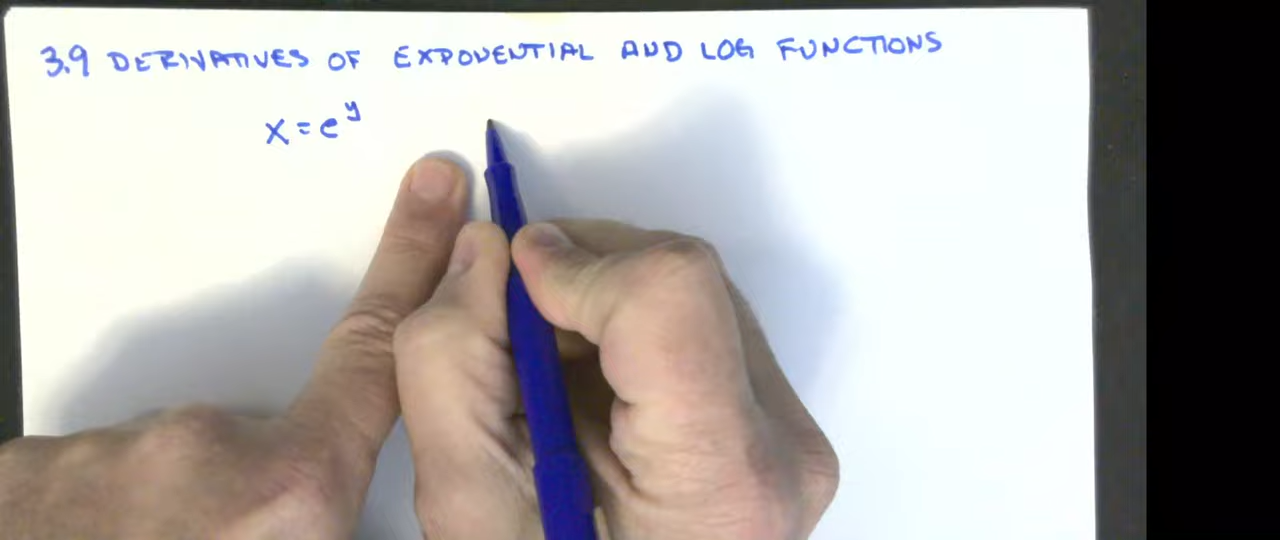 3.9 DERIVATIVES OF EXPONENTIAL AND LOG FUNCTIONS
x = e^y